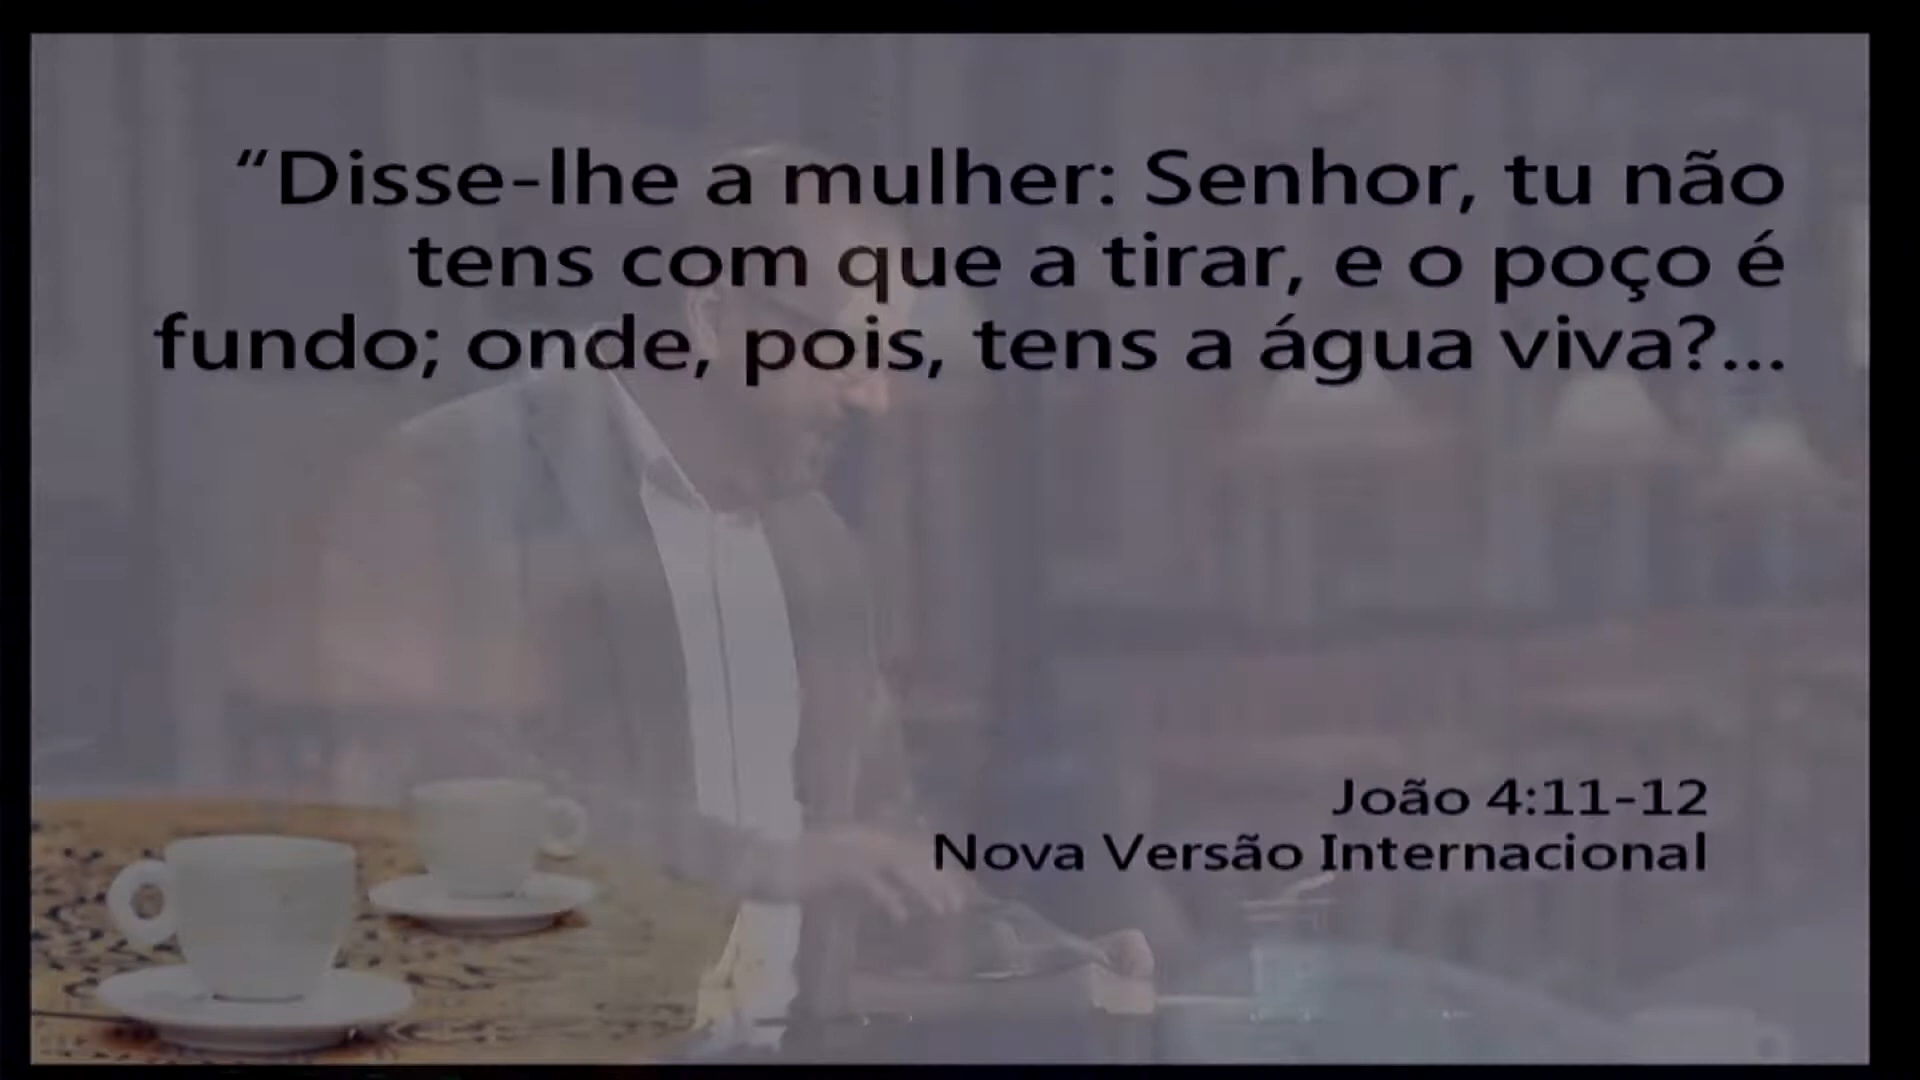 “Disse-lhe a mulher: Senhor, tu não
tens com que a tirar, e o poço é
fundo; onde, pois, tens a água viva?...
João 4:11-12
Nova Versão Internacional